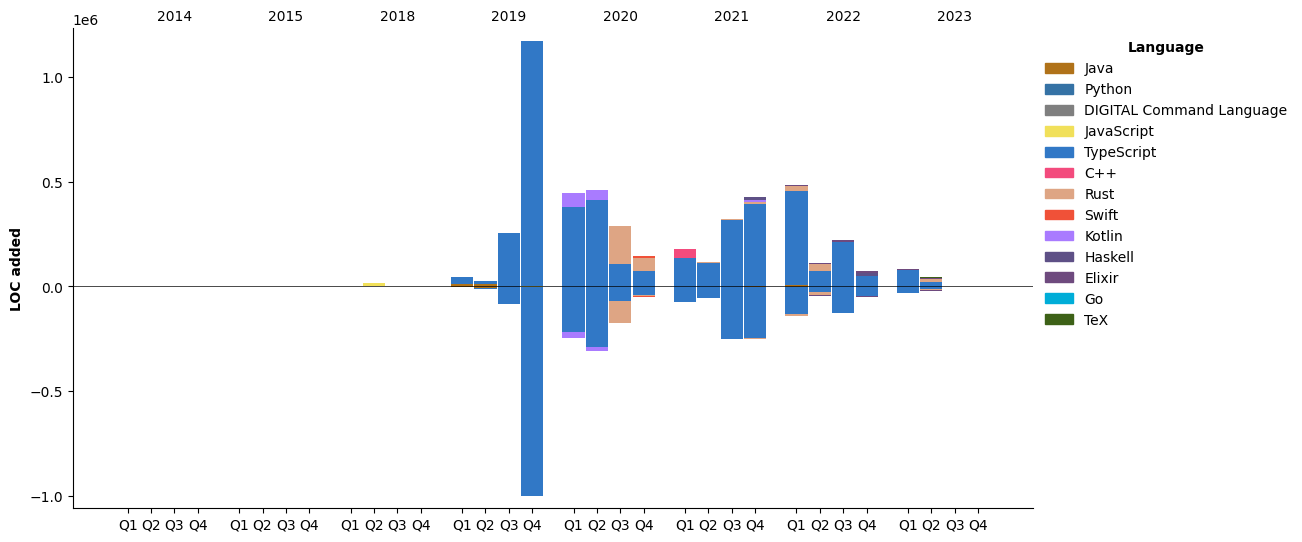 2014 2015 2018 2019 2020 2021 2022 2023
1e6
1.0
0.5
0.0
−0.5
−1.0
LOC added
Q1 Q2 Q3 Q4 Q1 Q2 Q3 Q4 Q1 Q2 Q3 Q4 Q1 Q2 Q3 Q4 Q1 Q2 Q3 Q4 Q1 Q2 Q3 Q4 Q1 Q2 Q3 Q4 Q1 Q2 Q3 Q4
Language
Java
Python
DIGITAL Command Language
JavaScript
TypeScript
C++
Rust
Swift
Kotlin
Haskell
Elixir
Go
TeX